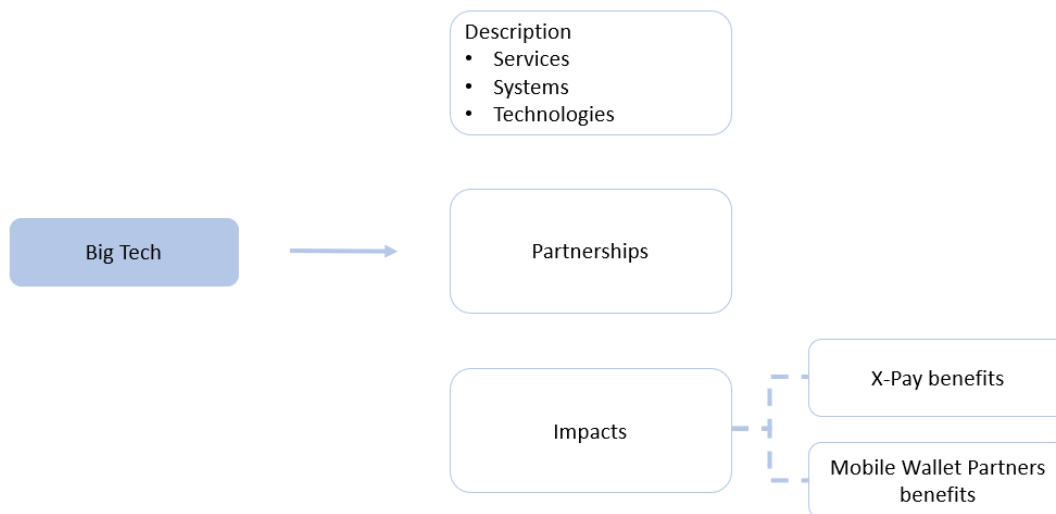 Description
• Services
• Systems
• Technologies
Big Tech
Partnerships
Impacts
X-Pay benefits
Mobile Wallet Partners
benefits